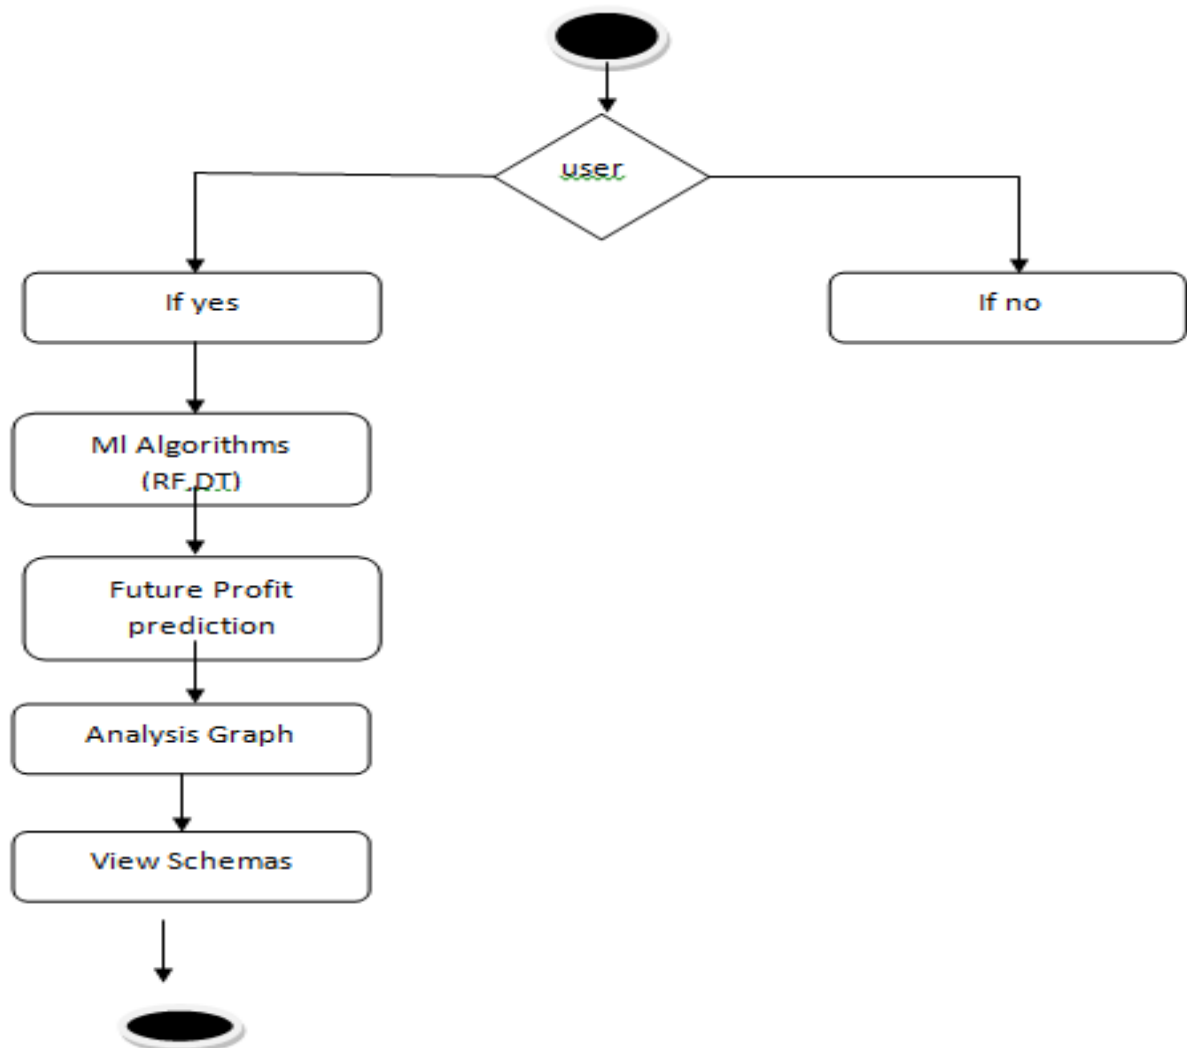 user
If yes
If no
Ml Algorithms
(RF,DT)
Future Profit
prediction
Analysis Graph
View Schemas